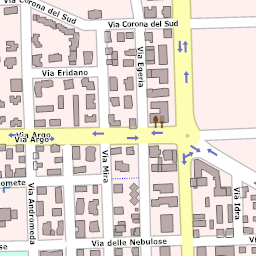 Via Corona del Sud
Via Corona del Sud
Via Egeria
Via Eridano
Via Argo
Via Argo
Via Mira
Via Andromeda
Via Idra
Via delle Nebulose